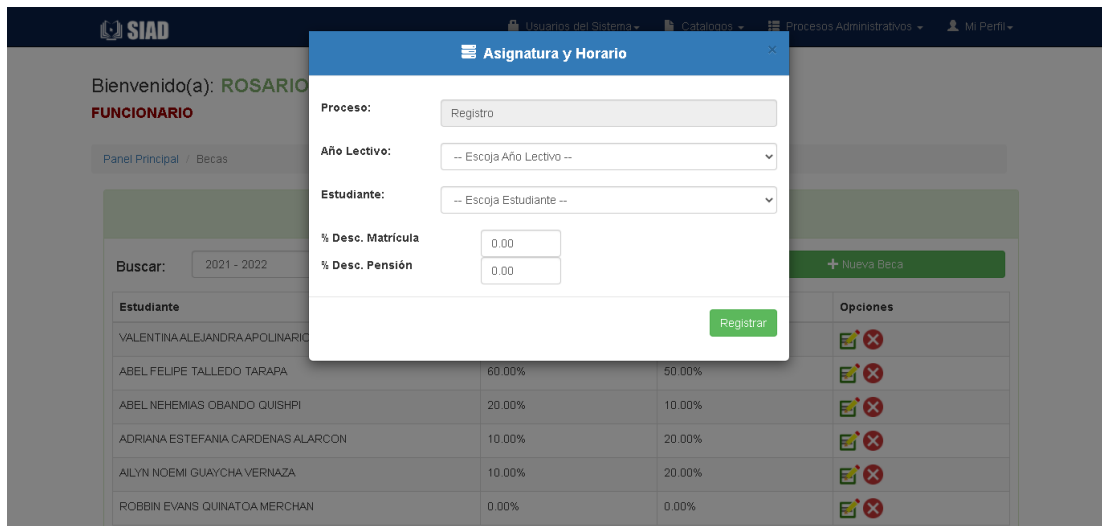 SIAD
Usuarios del Sistema
Catalogos
Procesos Administrativos
Mi Perfil
Asignatura y Horario
×
Bienvenido(a): ROSARIO
FUNCIONARIO
Panel Principal / Becas
Proceso:
Registro
Año Lectivo:
-- Escoja Año Lectivo --
Estudiante:
-- Escoja Estudiante --
% Desc. Matrícula
0.00
% Desc. Pensión
0.00
Registrar
Buscar:
2021 - 2022
Nueva Beca
Estudiante
Opciones
VALENTINA ALEJANDRA APOLINARIO
ABEL FELIPE TALLEDO TARAPA 60.00% 50.00%
ABEL NEHEMIAS OBANDO QUISHPI 20.00% 10.00%
ADRIANA ESTEFANIA CARDENAS ALARCON 10.00% 20.00%
AILYN NOEMI GUAYCHA VERNAZA 10.00% 20.00%
ROBBIN EVANS QUINATOA MERCHAN 0.00% 0.00%